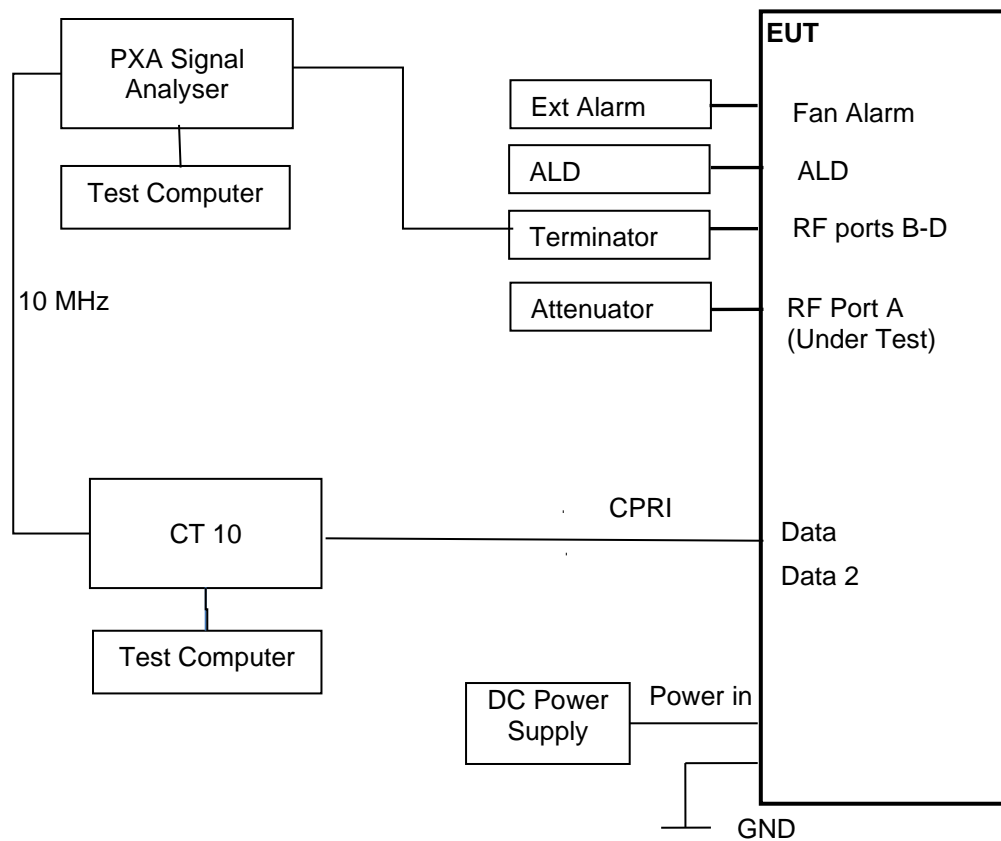 EUT
PXA Signal
Analyser
Ext Alarm
Fan Alarm
ALD
ALD
Test Computer
Terminator
RF ports B-D
10 MHz
Attenuator
RF Port A
(Under Test)
CPRI
CT 10
Data
Data 2
Test Computer
DC Power
Supply
Power in
GND